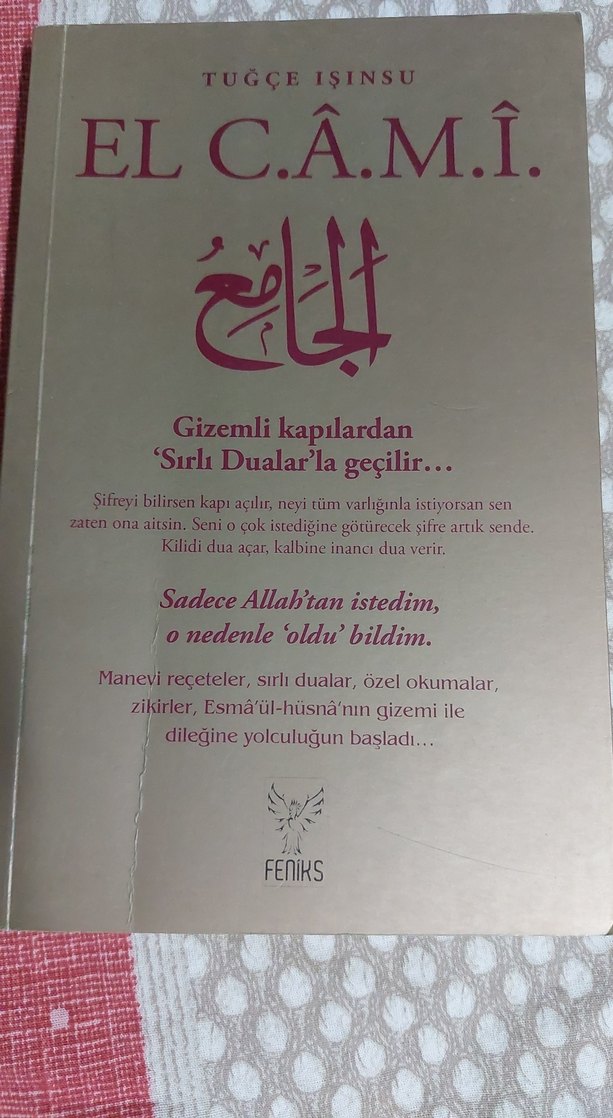 TUĞÇE IŞINSU
EL C.Â.M.Î.
الْجَامِعُ
Gizemli kapılardan
‘Sırlı Dualar’la geçilir…
Şifreyi bilirsen kapı açılır, neyi tüm varlığınla istiyorsan sen
zaten ona aitsin. Seni o çok istediğine götürecek şifre artık sende.
Kilidi dua açar, kalbine inancı dua verir.
Sadece Allah’tan istedim,
o nedenle ‘oldu’ bildim.
Manevi reçeteler, sırlı dualar, özel okumalar,
zikirler, Esmâ’ül-hüsnâ’nın gizemi ile
dileğine yolculuğun başladı…
FENİKS